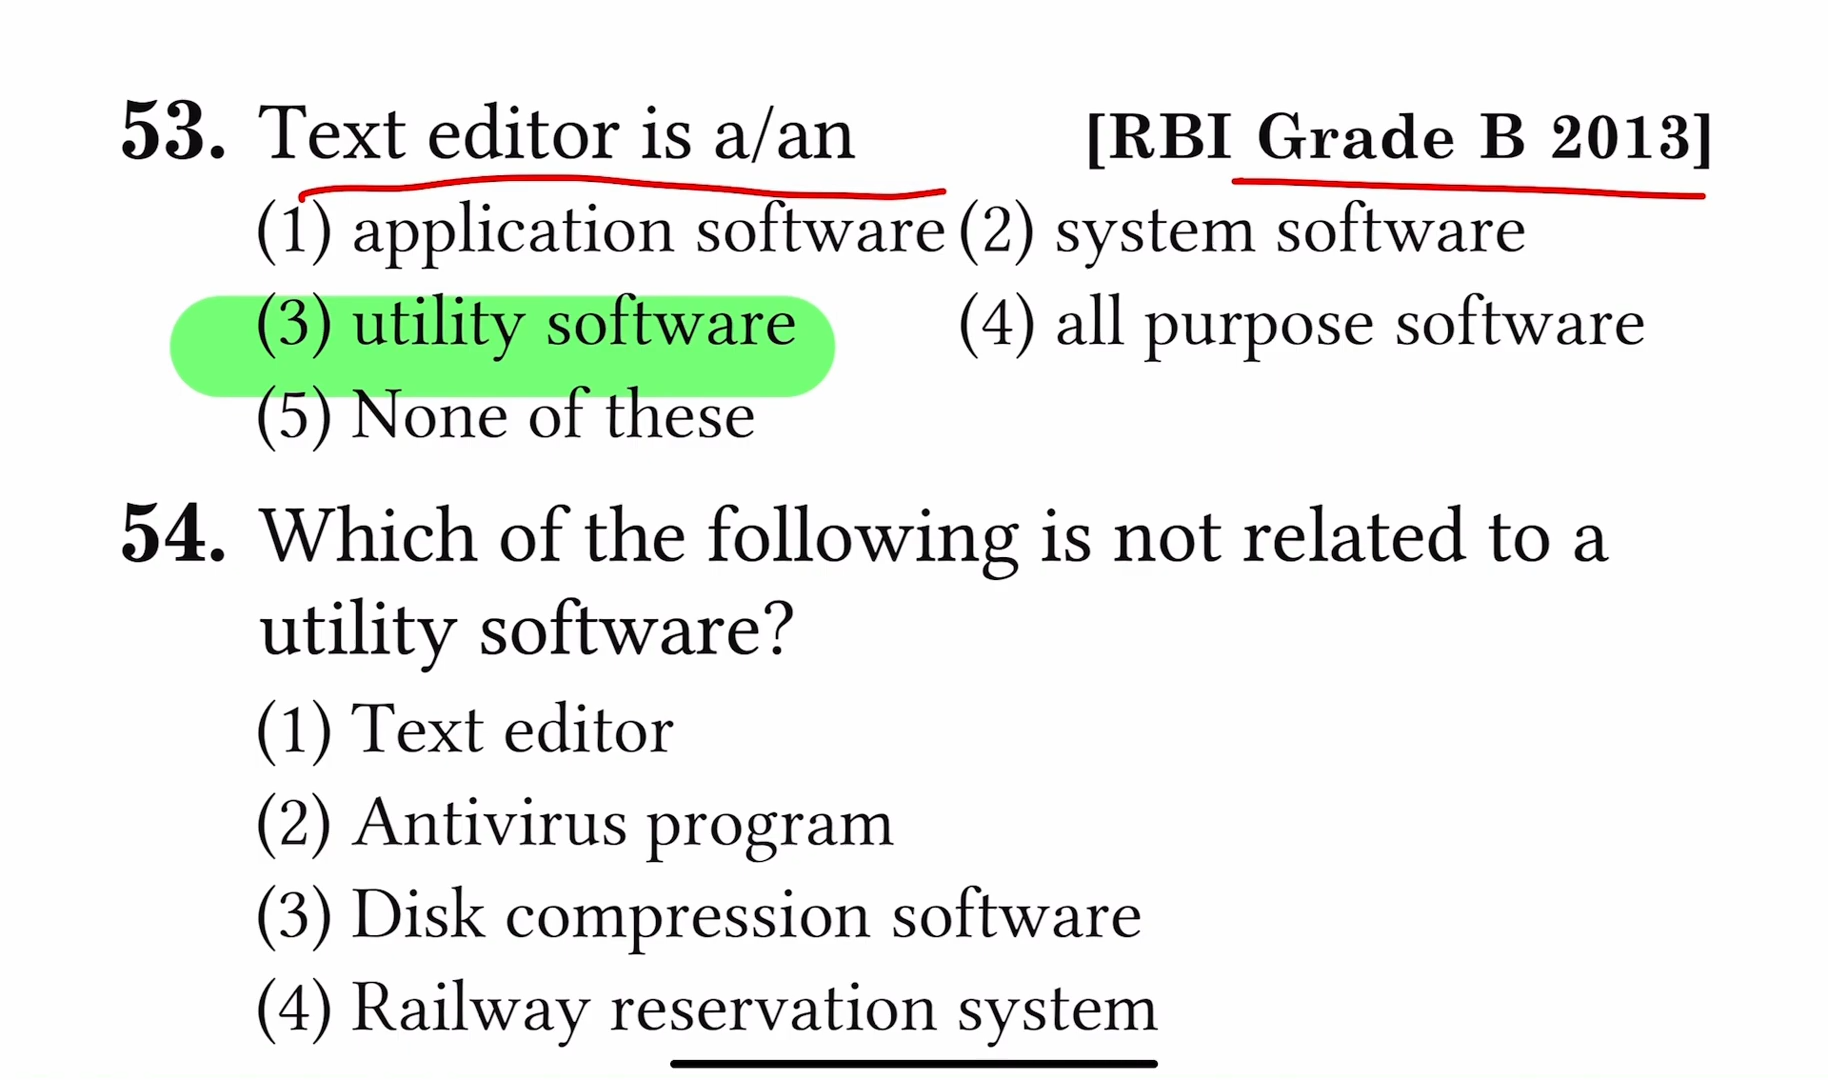 53. Text editor is a/an [RBI Grade B 2013]
(1) application software (2) system software
(3) utility software (4) all purpose software
(5) None of these
54. Which of the following is not related to a
utility software?
(1) Text editor
(2) Antivirus program
(3) Disk compression software
(4) Railway reservation system